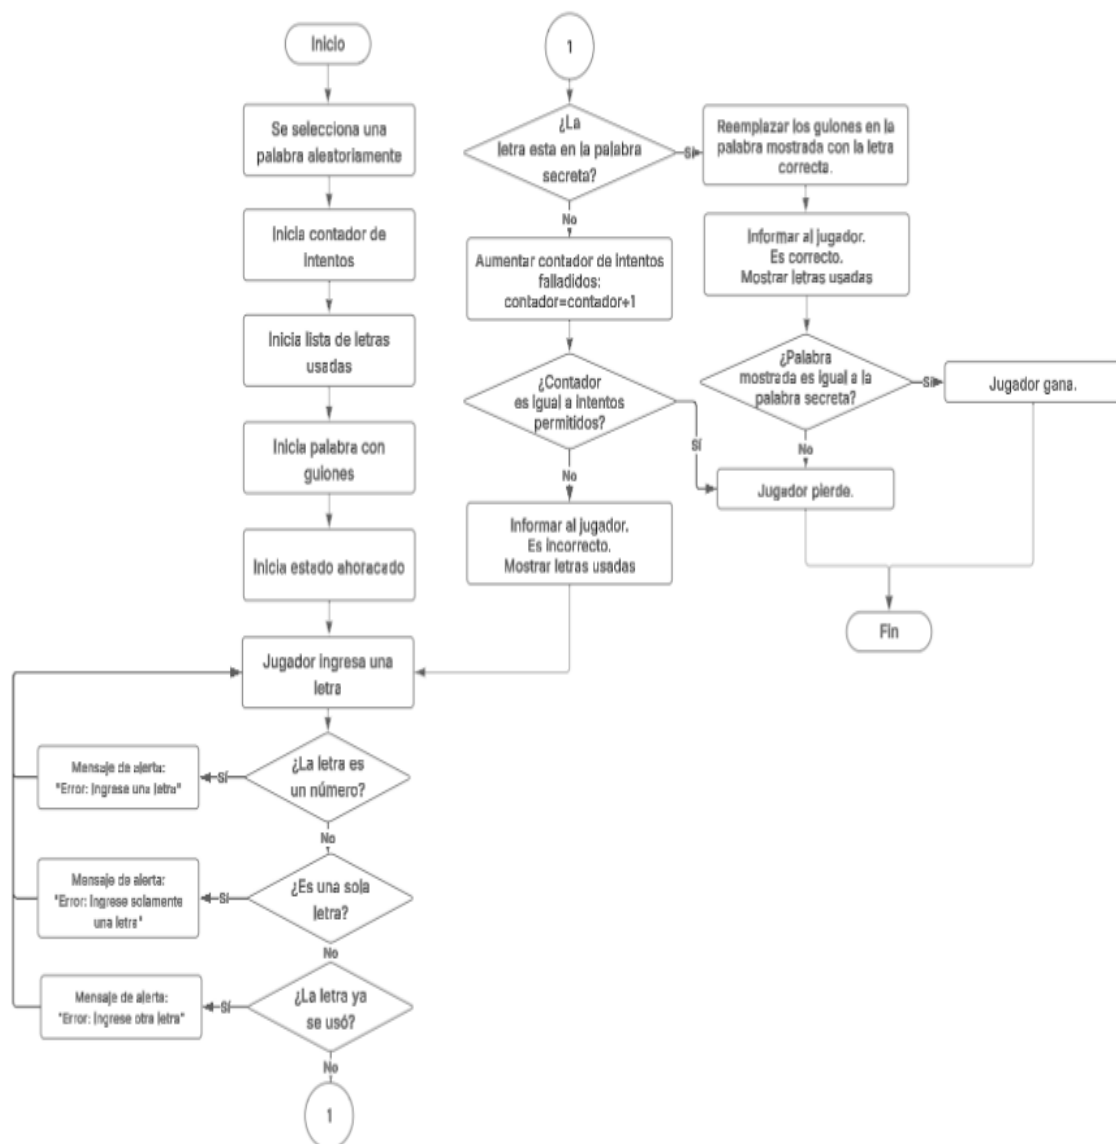 Inicio
Se selecciona una
palabra aleatoriamente
Inicia contador de
intentos
Inicia lista de letras
usadas
Inicia palabra con
guiones
Inicia estado ahoracado
Jugador ingresa una
letra
¿La letra es
un número?
Sí
Mensaje de alerta:
"Error: Ingrese una letra"
No
¿Es una sola
letra?
Sí
Mensaje de alerta:
"Error: Ingrese solamente
una letra"
No
¿La letra ya
se usó?
Sí
Mensaje de alerta:
"Error: Ingrese otra letra"
No
1
1
¿La
letra esta en la palabra
secreta?
Sí
Reemplazar los guiones en la
palabra mostrada con la letra
correcta.
No
Aumentar contador de intentos
falladidos:
contador=contador+1
Informar al jugador.
Es correcto.
Mostrar letras usadas
¿Contador
es igual a intentos
permitidos?
Sí
¿Palabra
mostrada es igual a la
palabra secreta?
Sí
Jugador gana.
No
Jugador pierde.
No
Informar al jugador.
Es incorrecto.
Mostrar letras usadas
Fin